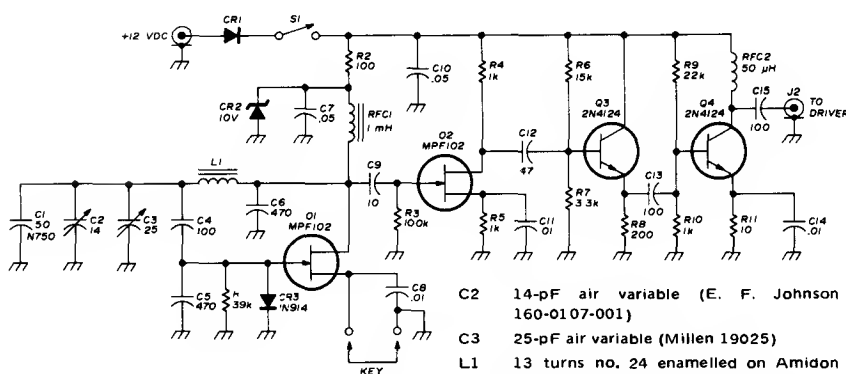 +12 VDC
CR1
S1
R2
100
C10
.05
R4
1k
R6
15k
R9
22k
RFC2
50 µH
C15
100
J2
TO
DRIVER
CR2
10V
C7
.05
RFC1
1 mH
Q3
2N4124
Q4
2N4124
L1
C9
10
Q2
MPF102
C12
47
C13
100
C1
50
N750
C2
14
C3
25
C4
100
C6
470
Q1
MPF102
R3
100k
R5
1k
C11
.01
R7
3.3k
R8
200
R10
1k
R11
10
C14
.01
C5
470
39k
CR3
1N914
C8
.01
KEY
C2 14-pF air variable (E. F. Johnson
160-0107-001)
C3 25-pF air variable (Millen 19025)
L1 13 turns no. 24 enamelled on Amidon